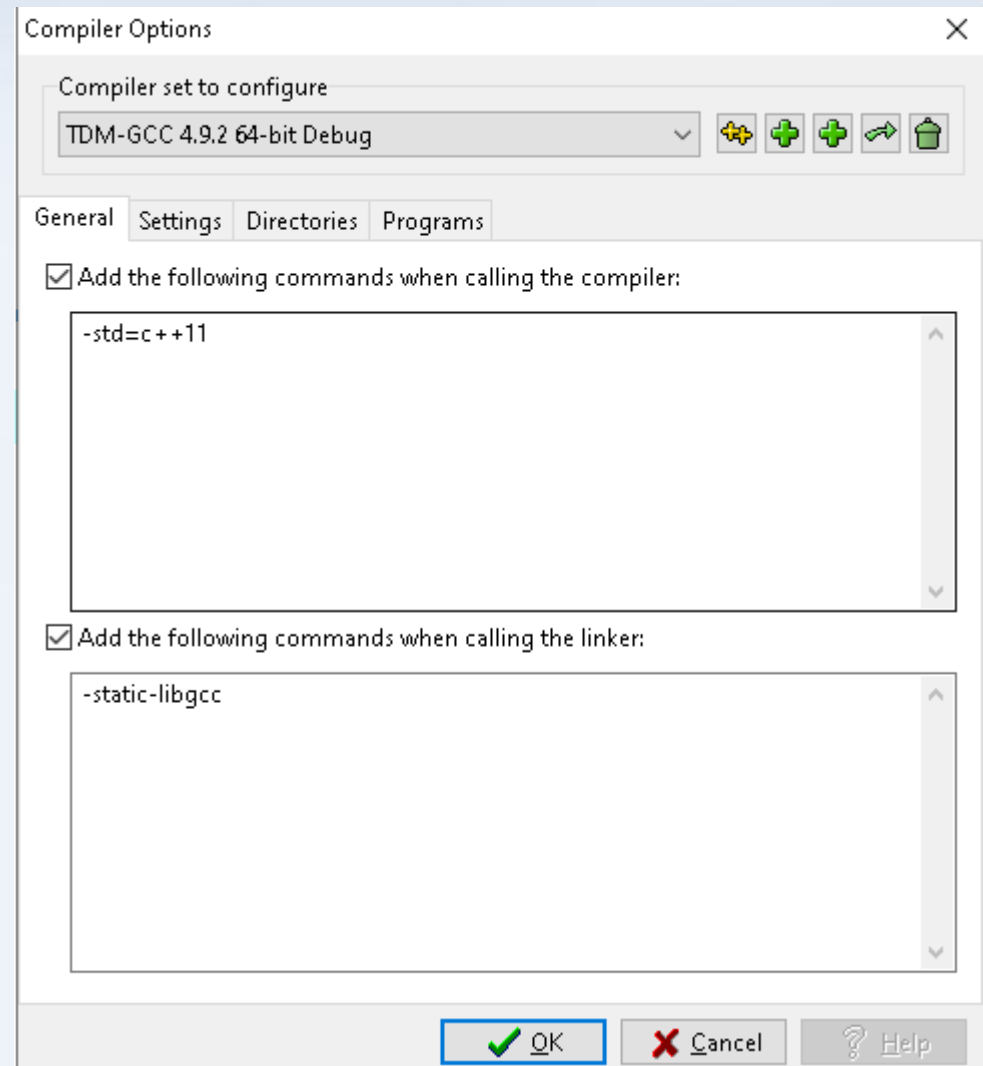 Compiler Options
Compiler set to configure
TDM-GCC 4.9.2 64-bit Debug
General Settings Directories Programs
Add the following commands when calling the compiler:
-std=c++11
Add the following commands when calling the linker:
-static-libgcc
OK Cancel Help